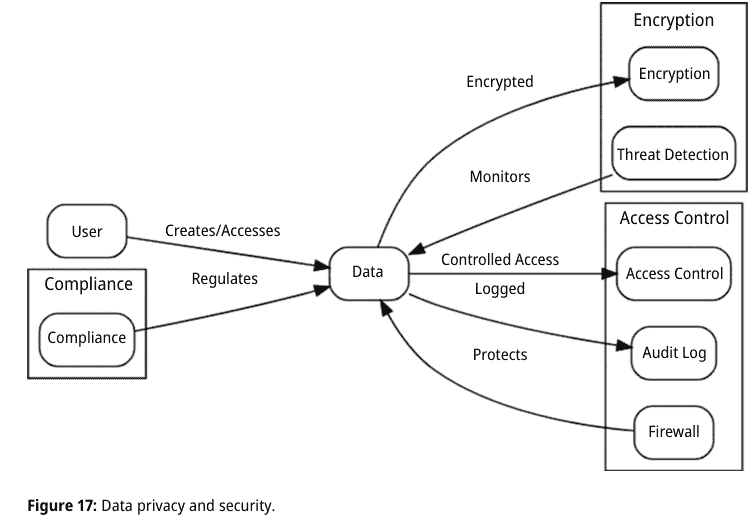 Encryption
Encrypted
Encryption
Threat Detection
Monitors
User
Creates/Accesses
Access Control
Compliance
Regulates
Data
Controlled Access
Access Control
Logged
Compliance
Audit Log
Protects
Firewall
Figure 17: Data privacy and security.